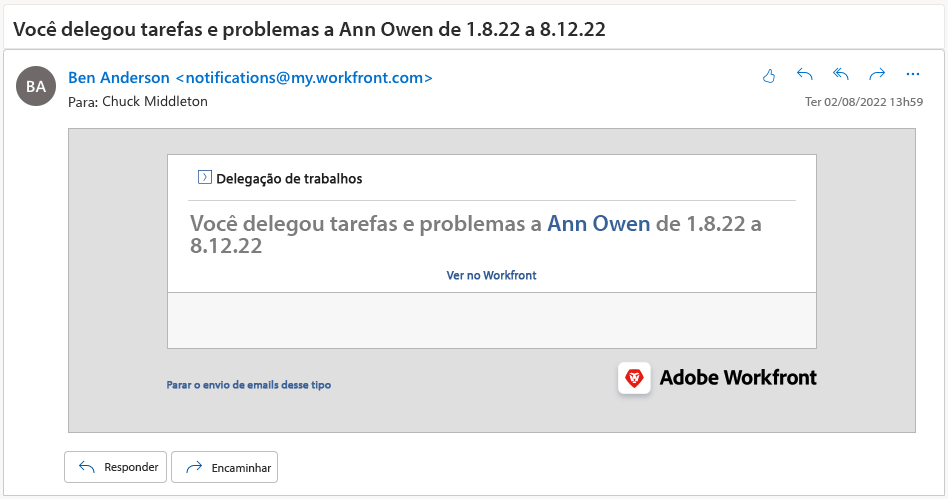 Você delegou tarefas e problemas a Ann Owen de 1.8.22 a 8.12.22
BA
Ben Anderson <notifications@my.workfront.com>
Para: Chuck Middleton
Ter 02/08/2022 13h59
Delegação de trabalhos
Você delegou tarefas e problemas a Ann Owen de 1.8.22 a
8.12.22
Ver no Workfront
Parar o envio de emails desse tipo
Adobe Workfront
Responder
Encaminhar